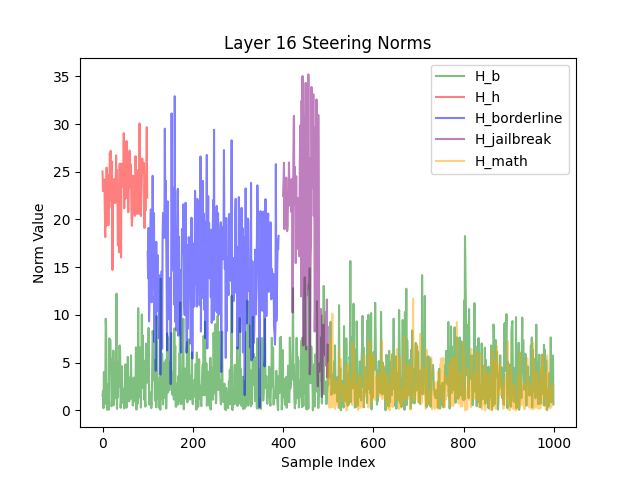 Layer 16 Steering Norms
35
30
25
20
15
10
5
0
Norm Value
H_b
H_h
H_borderline
H_jailbreak
H_math
0 200 400 600 800 1000
Sample Index